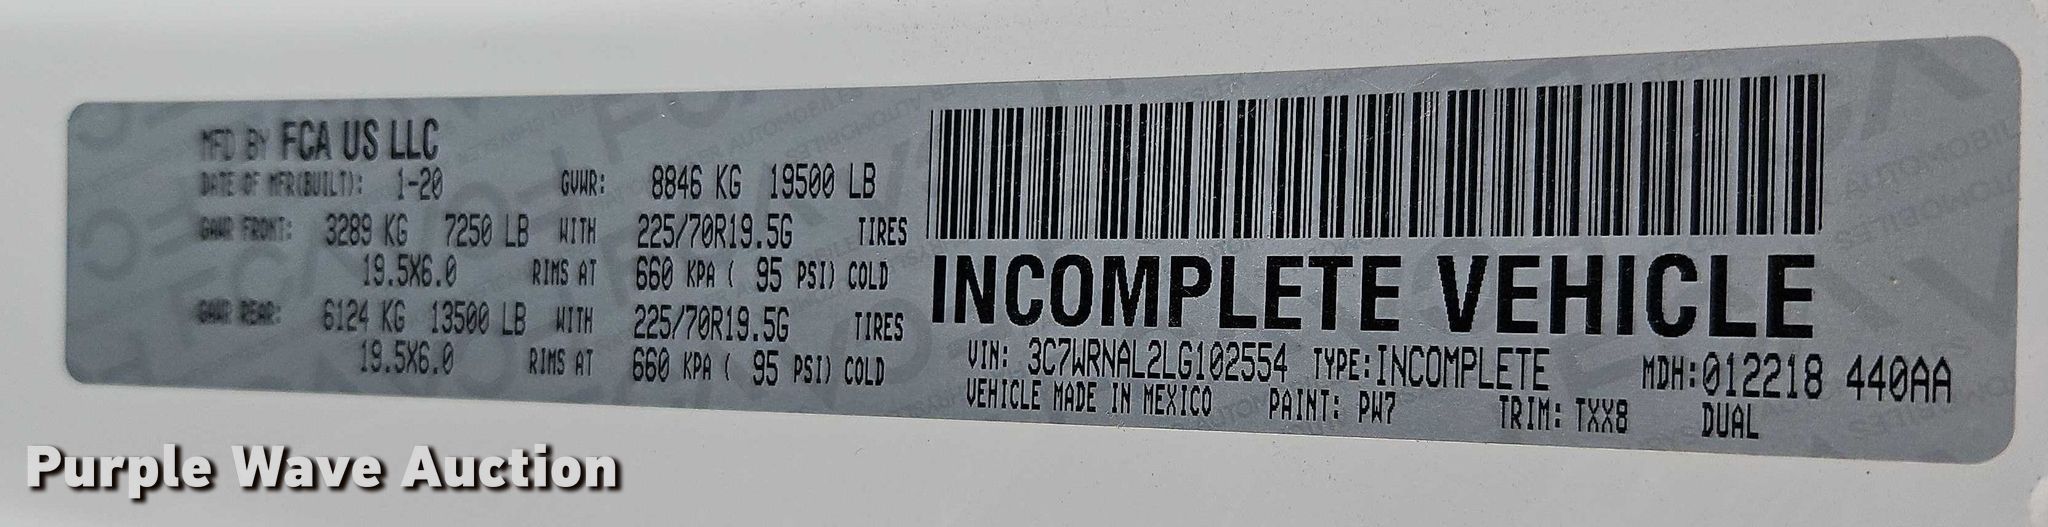 MFD BY FCA US LLC
DATE OF MFR(BUILT): 1-20 GVWR: 8846 KG 19500 LB
GAWR FRONT: 3289 KG 7250 LB WITH 225/70R19.5G TIRES
19.5X6.0 RIMS AT 660 KPA ( 95 PSI) COLD
GAWR REAR: 6124 KG 13500 LB WITH 225/70R19.5G TIRES
19.5X6.0 RIMS AT 660 KPA ( 95 PSI) COLD
INCOMPLETE VEHICLE
VIN: 3C7WRNAL2LG102554 TYPE:INCOMPLETE MDH:012218 440AA
VEHICLE MADE IN MEXICO PAINT: PW7 TRIM: TXX8 DUAL
Purple Wave Auction